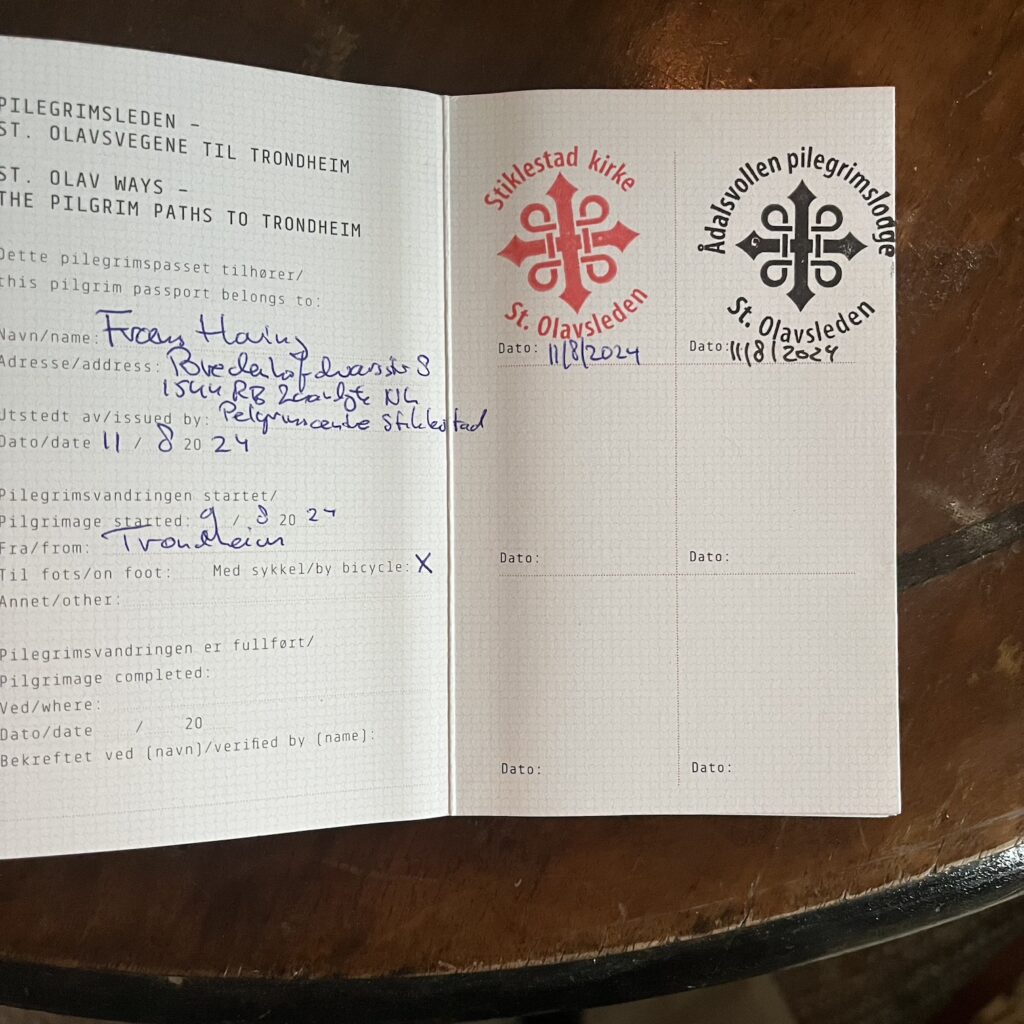 PILEGRIMSLEDEN –
ST. OLAVSVEGENE TIL TRONDHEIM
ST. OLAV WAYS –
THE PILGRIM PATHS TO TRONDHEIM
Dette pilegrimspasset tilhører/
this pilgrim passport belongs to:
Navn/name:
Adresse/address:
1544 RB NL
Utstedt av/issued by: Stiklestad
Dato/date 11 / 8 20 24
Pilegrimsvandringen startet/
Pilgrimage started: 9 / 8 20 24
Fra/from: Trondheim
Til fots/on foot: Med sykkel/by bicycle: X
Annet/other:
Pilegrimsvandringen er fullført/
Pilgrimage completed:
Ved/where:
Dato/date / 20
Bekreftet ved (navn)/verified by (name):
Stiklestad kirke
St. Olavsleden
Dato: 11/8/2024
Ådalsvollen pilegrimslodge
St. Olavsleden
Dato: 11/8/2024
Dato:
Dato:
Dato:
Dato: